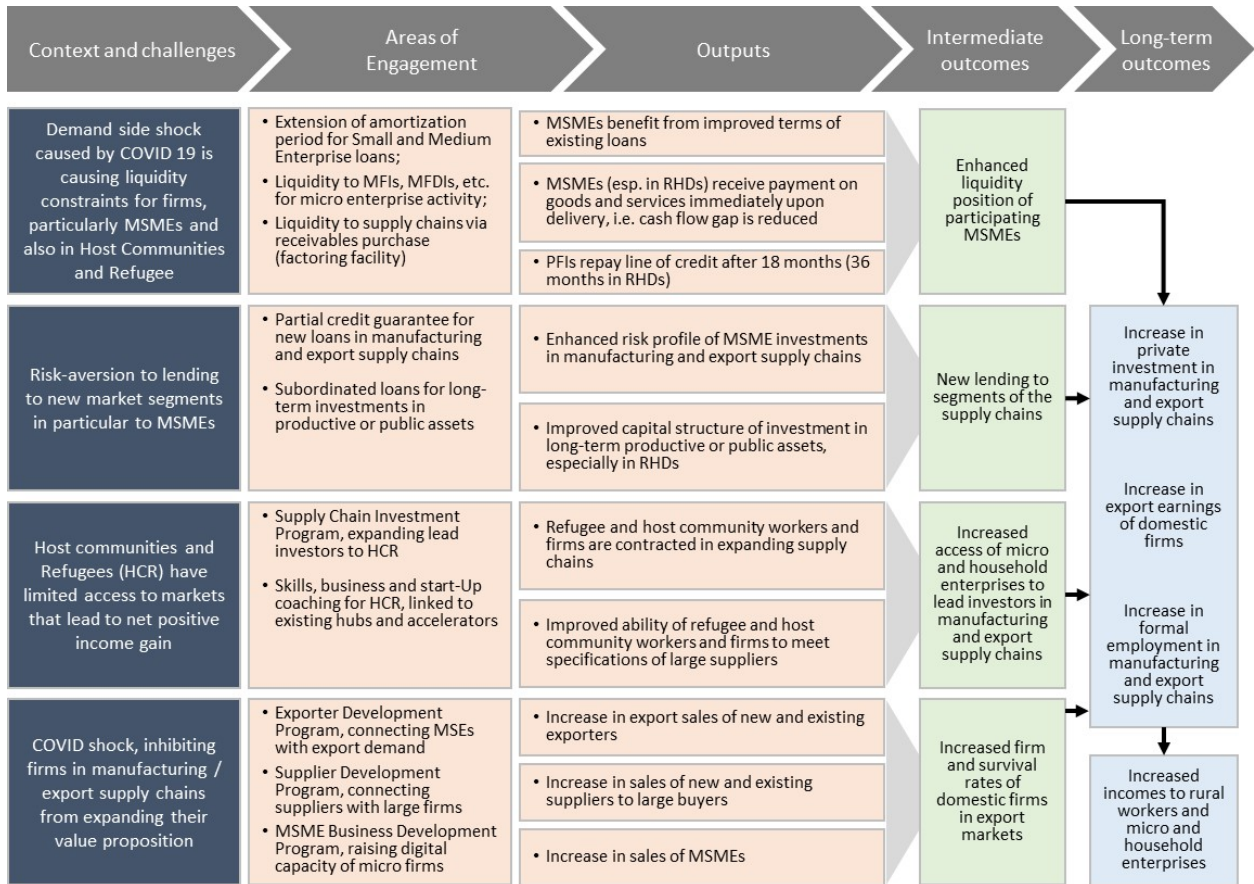 Context and challenges
Areas of
Engagement
Outputs
Intermediate
outcomes
Long-term
outcomes
Demand side shock
caused by COVID 19 is
causing liquidity
constraints for firms,
particularly MSMEs and
also in Host Communities
and Refugee
• Extension of amortization
period for Small and Medium
Enterprise loans;
• Liquidity to MFIs, MFDIs, etc.
for micro enterprise activity;
• Liquidity to supply chains via
receivables purchase
(factoring facility)
• MSMEs benefit from improved terms of
existing loans
• MSMEs (esp. in RHDs) receive payment on
goods and services immediately upon
delivery, i.e. cash flow gap is reduced
• PFIs repay line of credit after 18 months (36
months in RHDs)
Enhanced
liquidity
position of
participating
MSMEs
Risk-aversion to lending
to new market segments
in particular to MSMEs
• Partial credit guarantee for
new loans in manufacturing
and export supply chains
• Subordinated loans for long-
term investments in
productive or public assets
• Enhanced risk profile of MSME investments
in manufacturing and export supply chains
• Improved capital structure of investment in
long-term productive or public assets,
especially in RHDs
New lending to
segments of the
supply chains
Host communities and
Refugees (HCR) have
limited access to markets
that lead to net positive
income gain
• Supply Chain Investment
Program, expanding lead
investors to HCR
• Skills, business and start-Up
coaching for HCR, linked to
existing hubs and accelerators
• Refugee and host community workers and
firms are contracted in expanding supply
chains
• Improved ability of refugee and host
community workers and firms to meet
specifications of large suppliers
Increased
access of micro
and household
enterprises to
lead investors in
manufacturing
and export
supply chains
COVID shock, inhibiting
firms in manufacturing /
export supply chains
from expanding their
value proposition
• Exporter Development
Program, connecting MSEs
with export demand
• Supplier Development
Program, connecting
suppliers with large firms
• MSME Business Development
Program, raising digital
capacity of micro firms
• Increase in export sales of new and existing
exporters
• Increase in sales of new and existing
suppliers to large buyers
• Increase in sales of MSMEs
Increased firm
and survival
rates of
domestic firms
in export
markets
Increase in
private
investment in
manufacturing
and export
supply chains
Increase in
export earnings
of domestic
firms
Increase in
formal
employment in
manufacturing
and export
supply chains
Increased
incomes to rural
workers and
micro and
household
enterprises